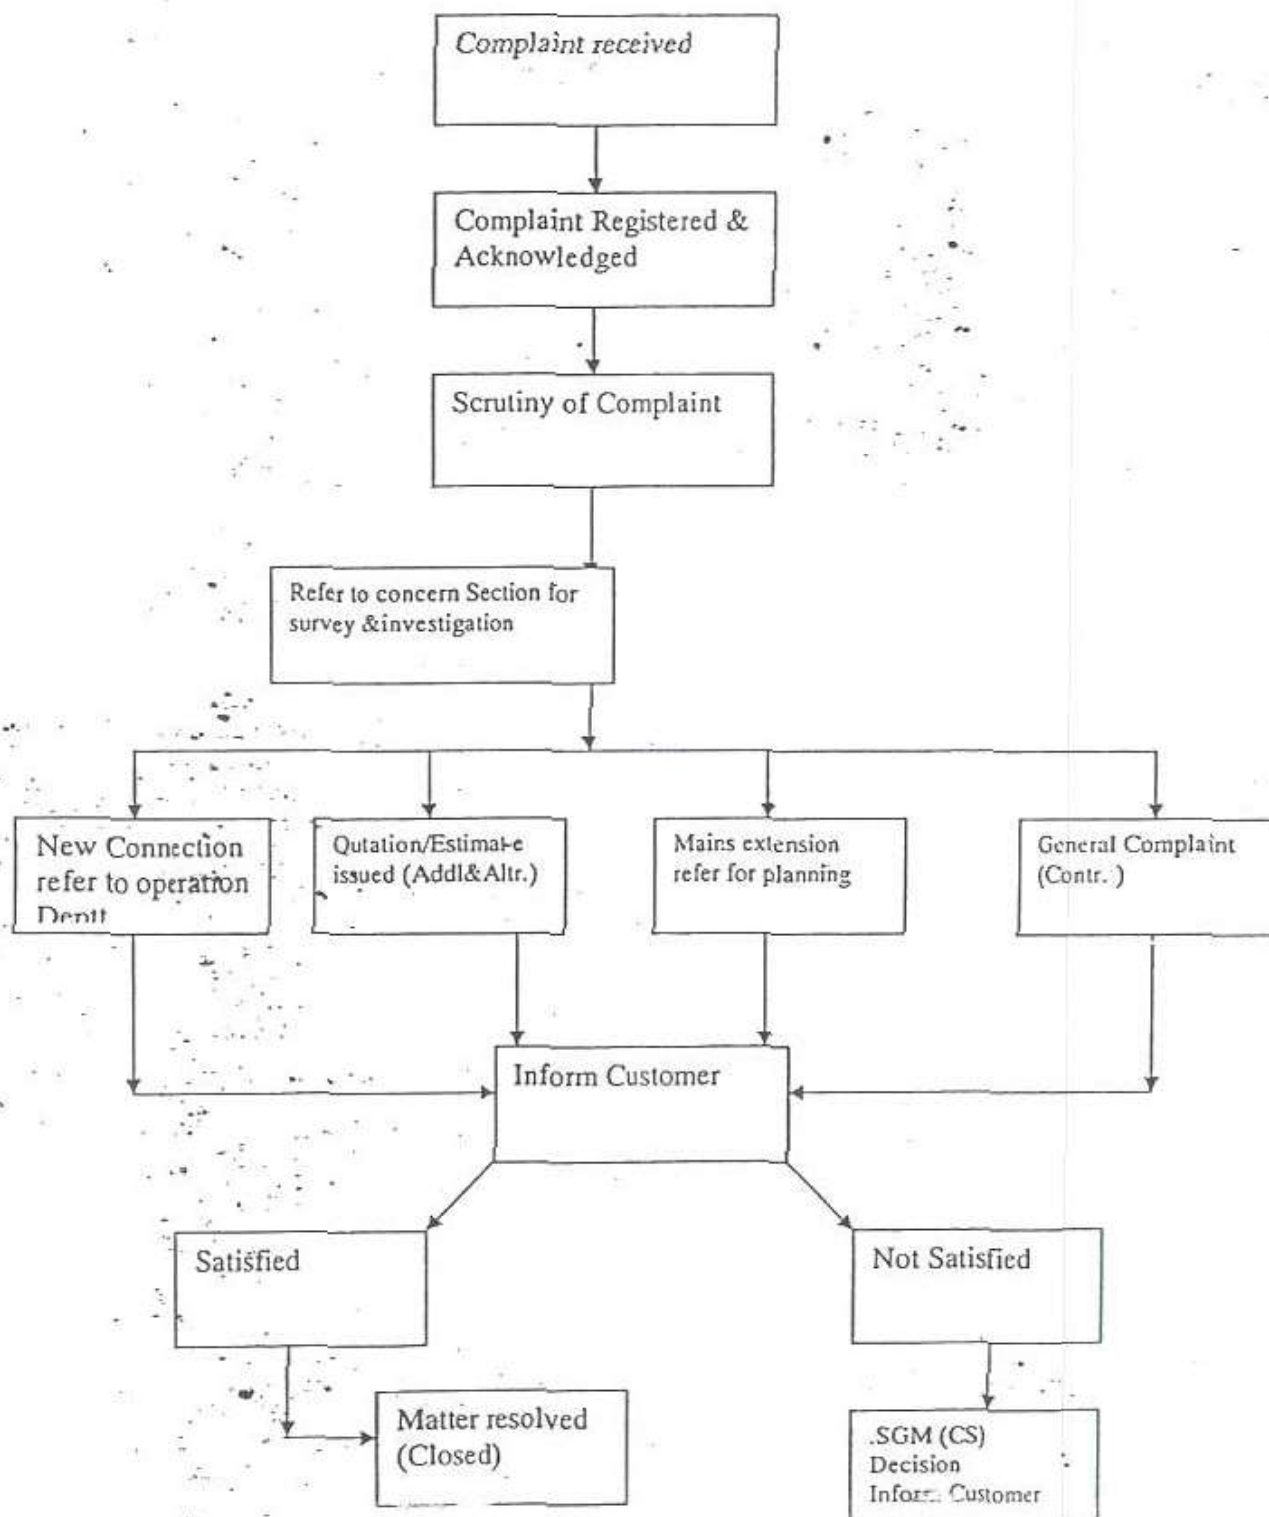 Complaint received
Complaint Registered &
Acknowledged
Scrutiny of Complaint
Refer to concern Section for
survey &investigation
New Connection
refer to operation
Deptt
Qutation/Estimate
issued (Addl&Altr.)
Mains extension
refer for planning
General Complaint
(Contr. )
Inform Customer
Satisfied
Not Satisfied
Matter resolved
(Closed)
.SGM (CS)
Decision
Inform Customer